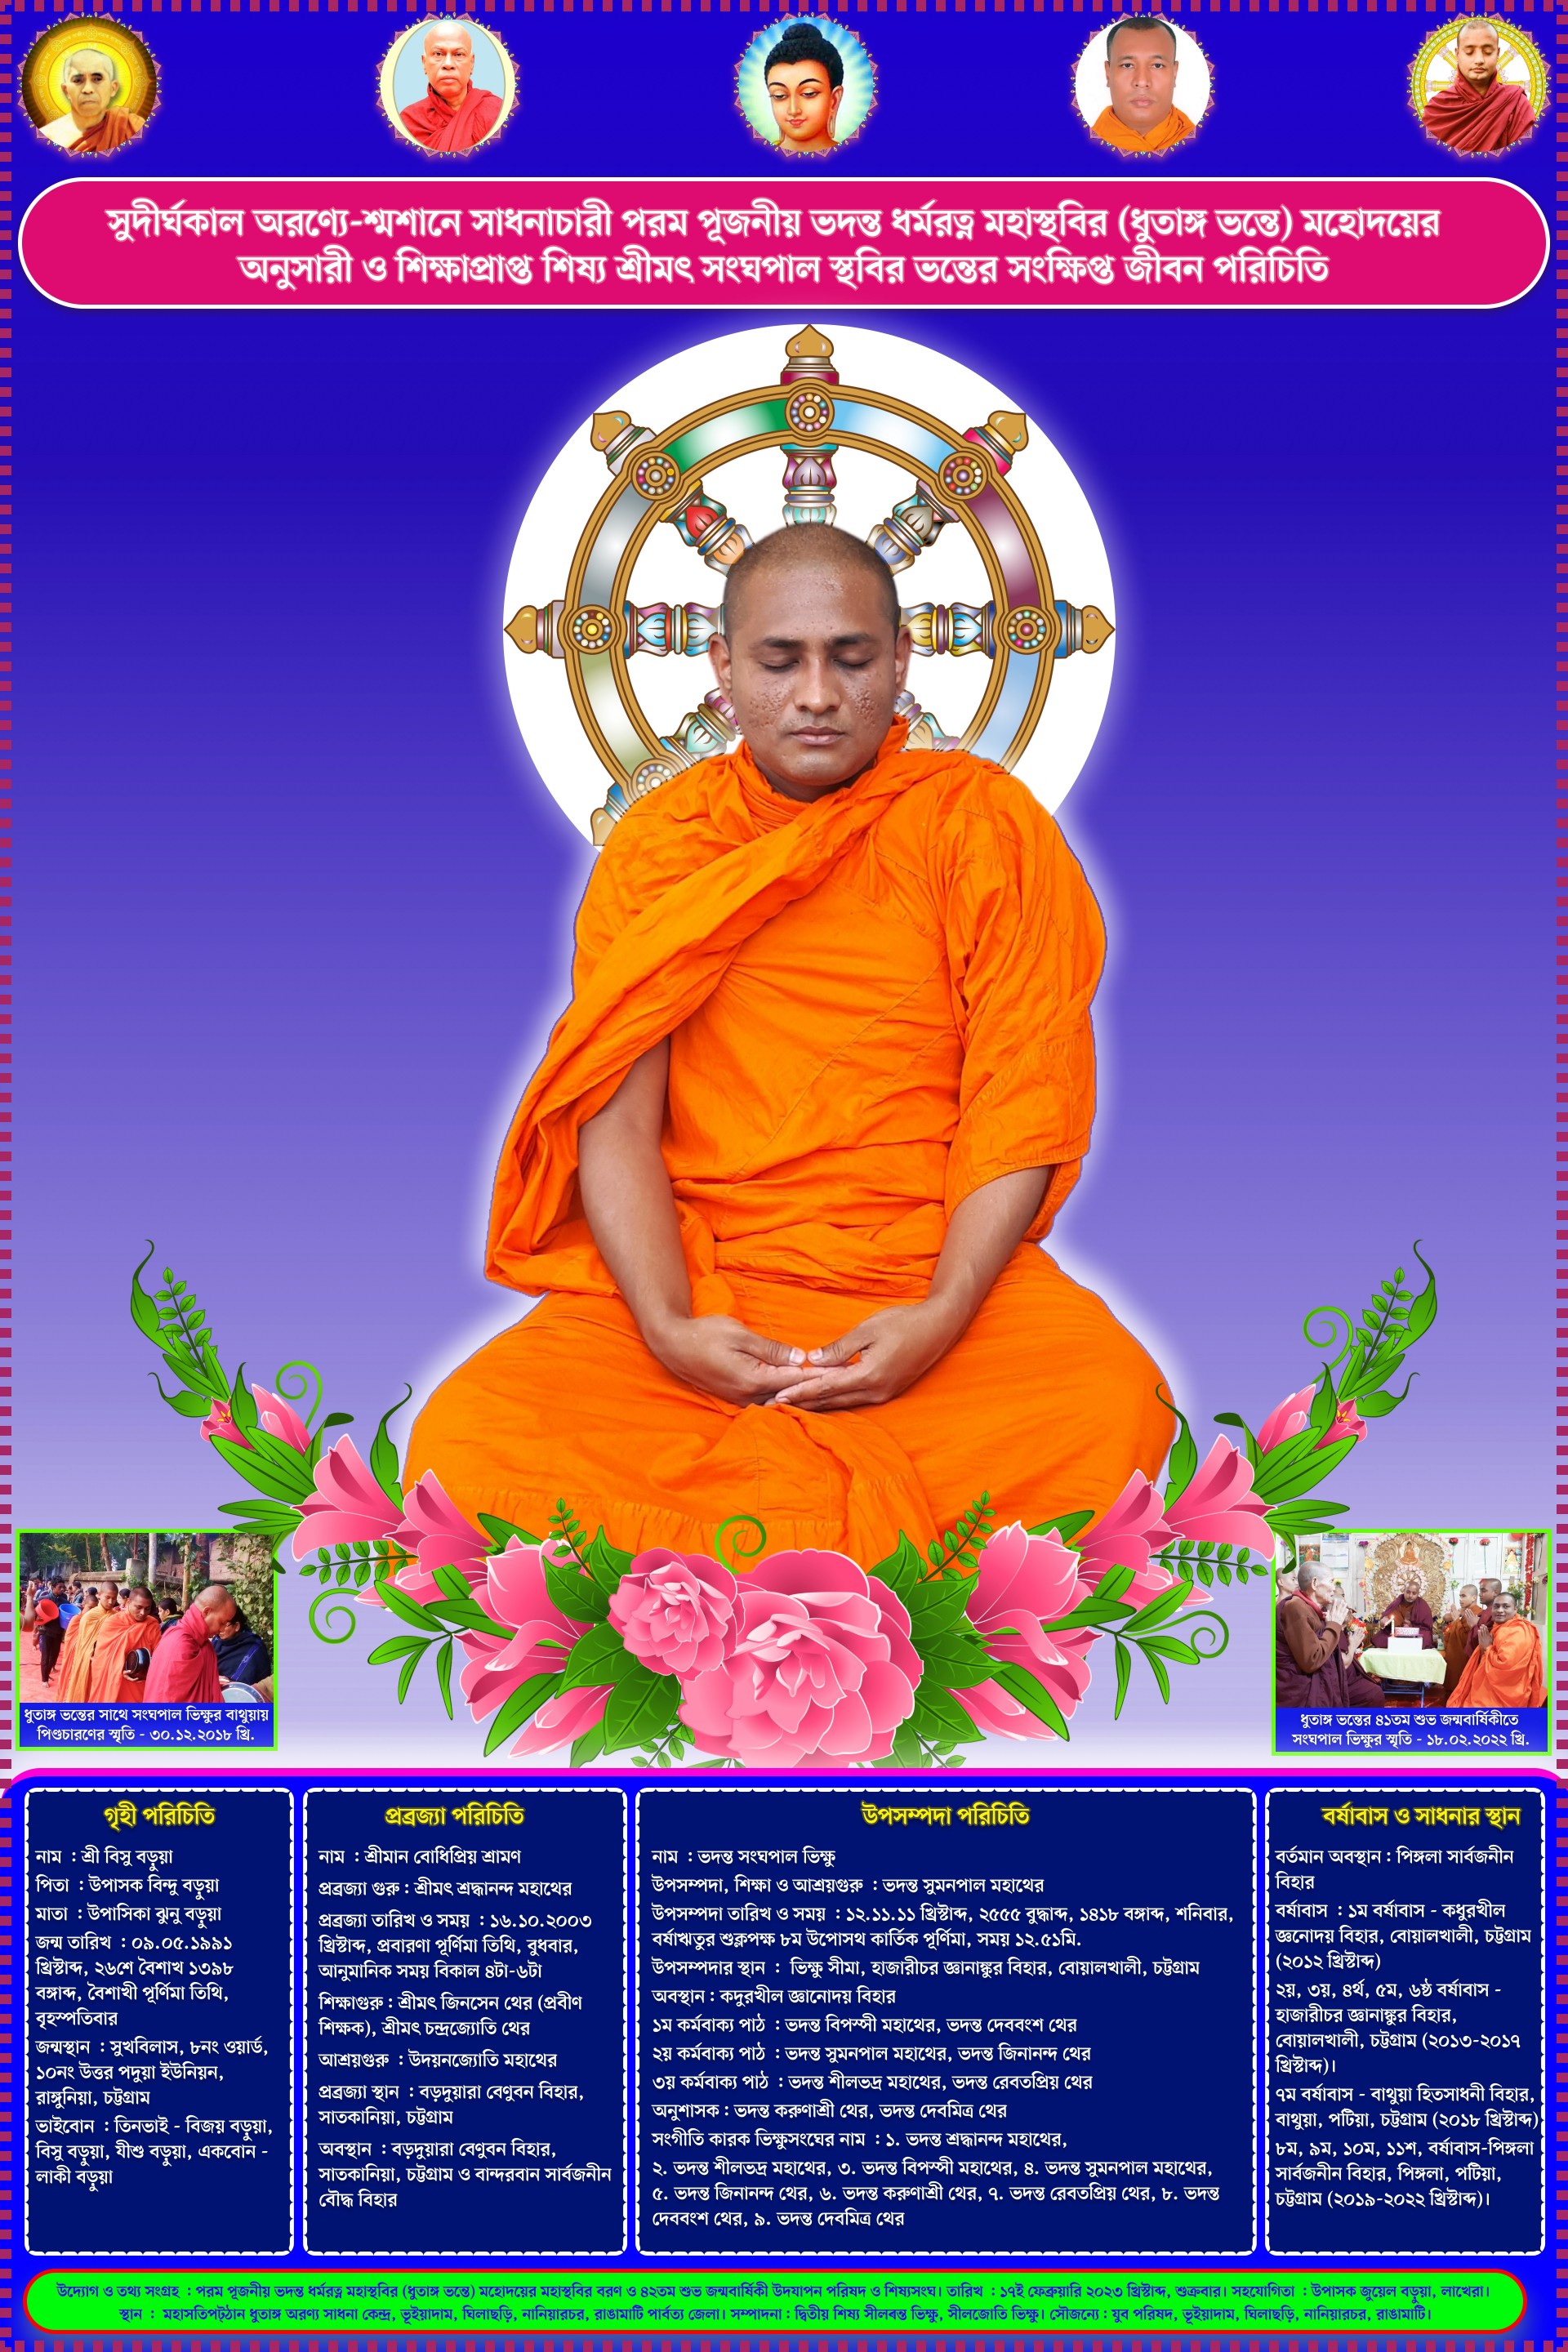 সুদীর্ঘকাল অরণ্যে-শ্মশানে সাধনাচারী পরম পূজনীয় ভদন্ত ধর্মরত্ন মহাস্থবির (ধুতাঙ্গ ভন্তে) মহোদয়ের
অনুসারী ও শিক্ষাপ্রাপ্ত শিষ্য শ্রীমৎ সংঘপাল স্থবির ভন্তের সংক্ষিপ্ত জীবন পরিচিতি
ধুতাঙ্গ ভন্তের সাথে সংঘপাল ভিক্ষুর বাথুয়ায়
পিণ্ডচারণের স্মৃতি - ৩০.১২.২০১৮ খ্রি.
ধুতাঙ্গ ভন্তের ৪১তম শুভ জন্মবার্ষিকীতে
সংঘপাল ভিক্ষুর স্মৃতি - ১৮.০২.২০২২ খ্রি.
গৃহী পরিচিতি
নাম : শ্রী বিসু বড়ুয়া
পিতা : উপাসক বিন্দু বড়ুয়া
মাতা : উপাসিকা ঝুনু বড়ুয়া
জন্ম তারিখ : ০৯.০৫.১৯৯১
খ্রিস্টাব্দ, ২৬শে বৈশাখ ১৩৯৮
বঙ্গাব্দ, বৈশাখী পূর্ণিমা তিথি,
বৃহস্পতিবার
জন্মস্থান : সুখবিলাস, ৮নং ওয়ার্ড,
১০নং উত্তর পদুয়া ইউনিয়ন,
রাঙ্গুনিয়া, চট্টগ্রাম
ভাইবোন : তিনভাই - বিজয় বড়ুয়া,
বিসু বড়ুয়া, যীশু বড়ুয়া, একবোন -
লাকী বড়ুয়া
প্রব্রজ্যা পরিচিতি
নাম : শ্রীমান বোধিপ্রিয় শ্রামণ
প্রব্রজ্যা গুরু : শ্রীমৎ শ্রদ্ধানন্দ মহাথের
প্রব্রজ্যা তারিখ ও সময় : ১৬.১০.২০০৩
খ্রিস্টাব্দ, প্রবারণা পূর্ণিমা তিথি, বুধবার,
আনুমানিক সময় বিকাল ৪টা-৬টা
শিক্ষাগুরু : শ্রীমৎ জিনসেন থের (প্রবীণ
শিক্ষক), শ্রীমৎ চন্দ্রজ্যোতি থের
আশ্রয়গুরু : উদয়নজ্যোতি মহাথের
প্রব্রজ্যা স্থান : বড়দুয়ারা বেণুবন বিহার,
সাতকানিয়া, চট্টগ্রাম
অবস্থান : বড়দুয়ারা বেণুবন বিহার,
সাতকানিয়া, চট্টগ্রাম ও বান্দরবান সার্বজনীন
বৌদ্ধ বিহার
উপসম্পদা পরিচিতি
নাম : ভদন্ত সংঘপাল ভিক্ষু
উপসম্পদা, শিক্ষা ও আশ্রয়গুরু : ভদন্ত সুমনপাল মহাথের
উপসম্পদা তারিখ ও সময় : ১২.১১.১১ খ্রিস্টাব্দ, ২৫৫৫ বুদ্ধাব্দ, ১৪১৮ বঙ্গাব্দ, শনিবার,
বর্ষাঋতুর শুক্লপক্ষ ৮ম উপোসথ কার্তিক পূর্ণিমা, সময় ১২.৫১মি.
উপসম্পদার স্থান : ভিক্ষু সীমা, হাজারীচর জ্ঞানাঙ্কুর বিহার, বোয়ালখালী, চট্টগ্রাম
অবস্থান : কদুরখীল জ্ঞানোদয় বিহার
১ম কর্মবাক্য পাঠ : ভদন্ত বিপস্সী মহাথের, ভদন্ত দেববংশ থের
২য় কর্মবাক্য পাঠ : ভদন্ত সুমনপাল মহাথের, ভদন্ত জিনানন্দ থের
৩য় কর্মবাক্য পাঠ : ভদন্ত শীলভদ্র মহাথের, ভদন্ত রেবতপ্রিয় থের
অনুশাসক : ভদন্ত করুণাশ্রী থের, ভদন্ত দেবমিত্র থের
সংগীতি কারক ভিক্ষুসংঘের নাম : ১. ভদন্ত শ্রদ্ধানন্দ মহাথের,
২. ভদন্ত শীলভদ্র মহাথের, ৩. ভদন্ত বিপস্সী মহাথের, ৪. ভদন্ত সুমনপাল মহাথের,
৫. ভদন্ত জিনানন্দ থের, ৬. ভদন্ত করুণাশ্রী থের, ৭. ভদন্ত রেবতপ্রিয় থের, ৮. ভদন্ত
দেববংশ থের, ৯. ভদন্ত দেবমিত্র থের
বর্ষাবাস ও সাধনার স্থান
বর্তমান অবস্থান : পিঙ্গলা সার্বজনীন
বিহার
বর্ষাবাস : ১ম বর্ষাবাস - কধুরখীল
জ্ঞনোদয় বিহার, বোয়ালখালী, চট্টগ্রাম
(২০১২ খ্রিস্টাব্দ)
২য়, ৩য়, ৪র্থ, ৫ম, ৬ষ্ঠ বর্ষাবাস -
হাজারীচর জ্ঞানাঙ্কুর বিহার,
বোয়ালখালী, চট্টগ্রাম (২০১৩-২০১৭
খ্রিস্টাব্দ)।
৭ম বর্ষাবাস - বাথুয়া হিতসাধনী বিহার,
বাথুয়া, পটিয়া, চট্টগ্রাম (২০১৮ খ্রিস্টাব্দ)
৮ম, ৯ম, ১০ম, ১১শ, বর্ষাবাস-পিঙ্গলা
সার্বজনীন বিহার, পিঙ্গলা, পটিয়া,
চট্টগ্রাম (২০১৯-২০২২ খ্রিস্টাব্দ)।
উদ্যোগ ও তথ্য সংগ্রহ : পরম পূজনীয় ভদন্ত ধর্মরত্ন মহাস্থবির (ধুতাঙ্গ ভন্তে) মহোদয়ের মহাস্থবির বরণ ও ৪২তম শুভ জন্মবার্ষিকী উদযাপন পরিষদ ও শিষ্যসংঘ। তারিখ : ১৭ই ফেব্রুয়ারি ২০২৩ খ্রিস্টাব্দ, শুক্রবার। সহযোগিতা : উপাসক জুয়েল বড়ুয়া, লাখেরা।
স্থান : মহাসতিপট্ঠান ধুতাঙ্গ অরণ্য সাধনা কেন্দ্র, ভূইয়াদাম, ঘিলাছড়ি, নানিয়ারচর, রাঙামাটি পার্বত্য জেলা। সম্পাদনা : দ্বিতীয় শিষ্য সীলবন্ত ভিক্ষু, সীলজোতি ভিক্ষু। সৌজন্যে : যুব পরিষদ, ভূইয়াদাম, ঘিলাছড়ি, নানিয়ারচর, রাঙামাটি।